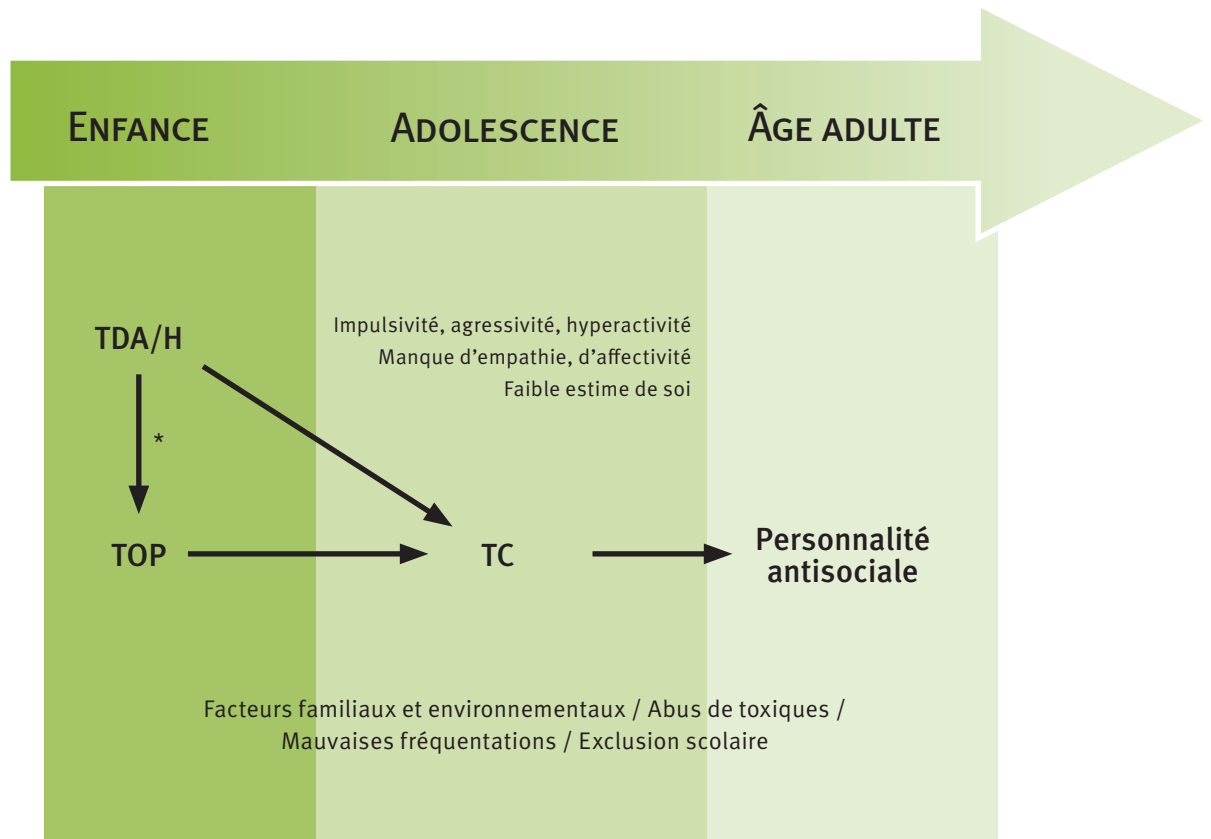 ENFANCE
ADOLESCENCE
ÂGE ADULTE
TDA/H
Impulsivité, agressivité, hyperactivité
Manque d'empathie, d'affectivité
Faible estime de soi
*
TOP
TC
Personnalité
antisociale
Facteurs familiaux et environnementaux / Abus de toxiques /
Mauvaises fréquentations / Exclusion scolaire